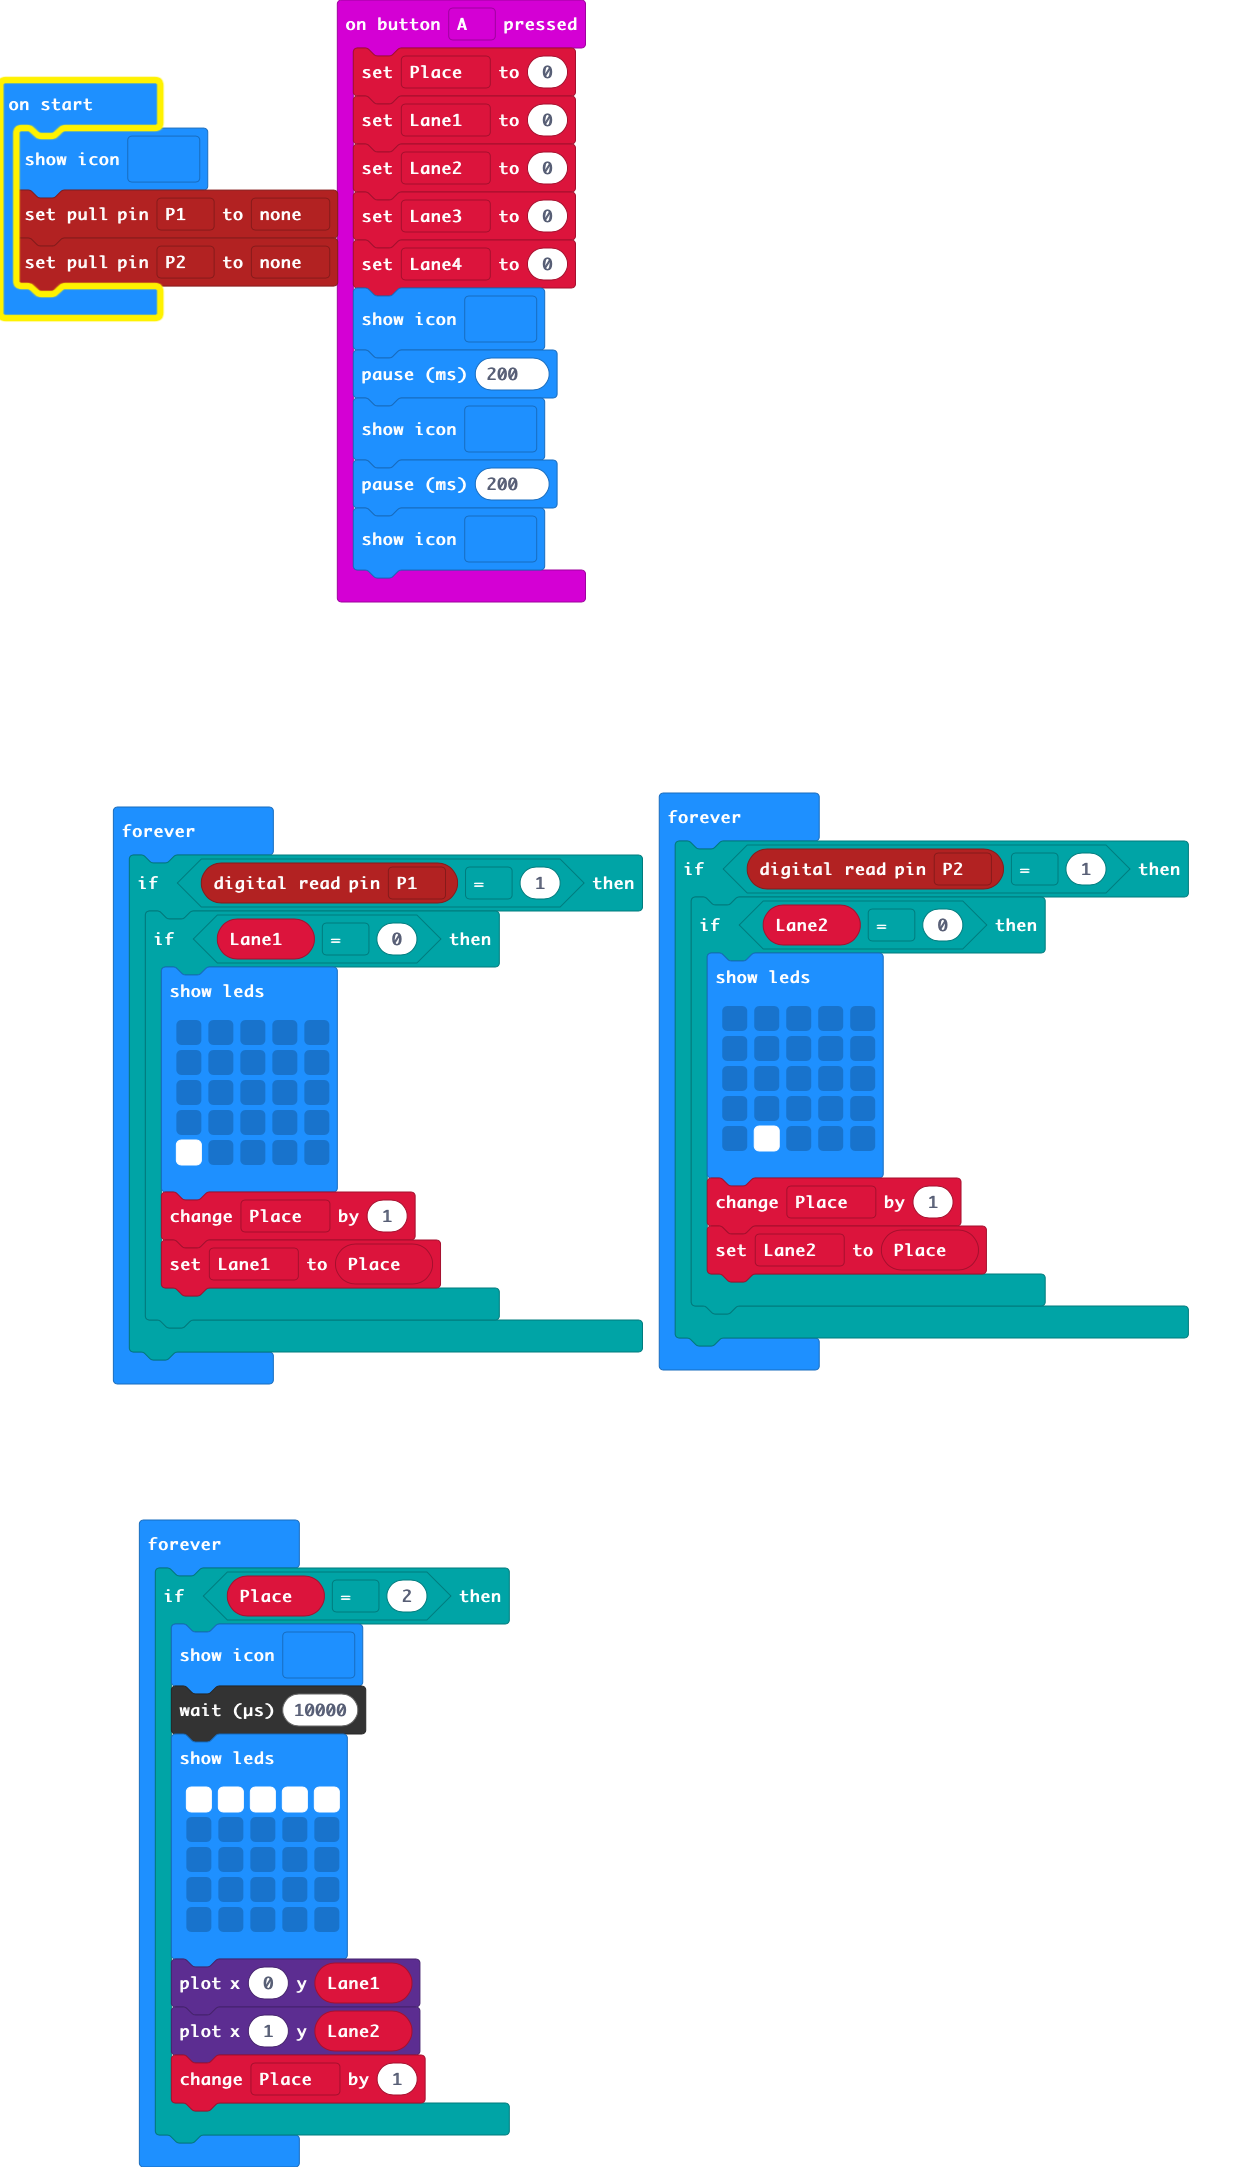 on start
show icon
set pull pin P1 to none
set pull pin P2 to none
on button A pressed
set Place to 0
set Lane1 to 0
set Lane2 to 0
set Lane3 to 0
set Lane4 to 0
show icon
pause (ms) 200
show icon
pause (ms) 200
show icon
forever
if digital read pin P1 = 1 then
if Lane1 = 0 then
show leds
change Place by 1
set Lane1 to Place
forever
if digital read pin P2 = 1 then
if Lane2 = 0 then
show leds
change Place by 1
set Lane2 to Place
forever
if Place = 2 then
show icon
wait (µs) 10000
show leds
plot x 0 y Lane1
plot x 1 y Lane2
change Place by 1